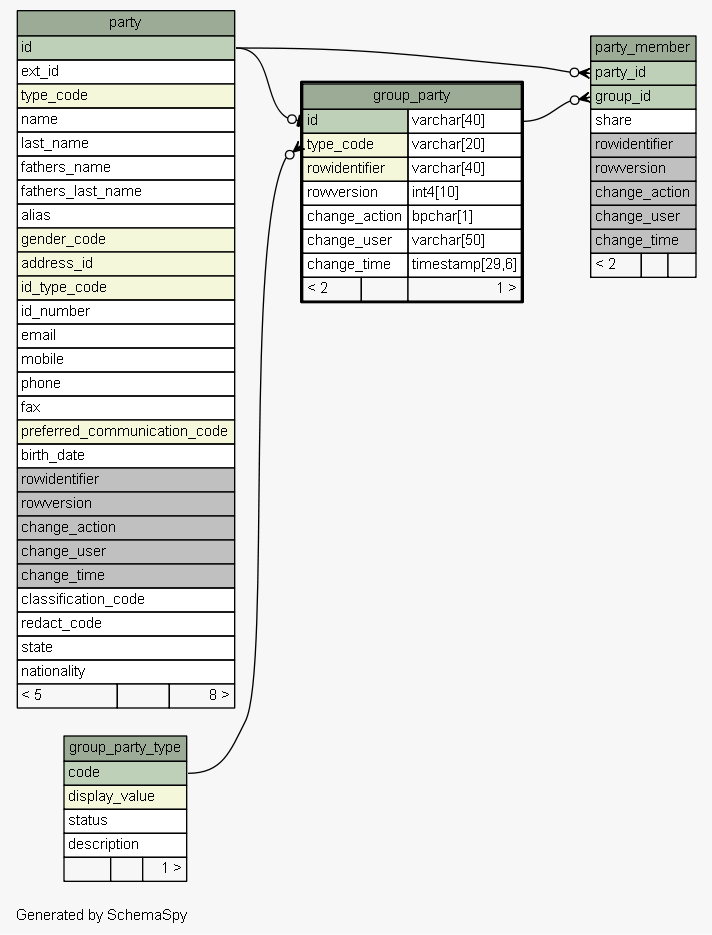 party
id
ext_id
type_code
name
last_name
fathers_name
fathers_last_name
alias
gender_code
address_id
id_type_code
id_number
email
mobile
phone
fax
preferred_communication_code
birth_date
rowidentifier
rowversion
change_action
change_user
change_time
classification_code
redact_code
state
nationality
< 5 8 >
group_party
id varchar[40]
type_code varchar[20]
rowidentifier varchar[40]
rowversion int4[10]
change_action bpchar[1]
change_user varchar[50]
change_time timestamp[29,6]
< 2 1 >
party_member
party_id
group_id
share
rowidentifier
rowversion
change_action
change_user
change_time
< 2
group_party_type
code
display_value
status
description
1 >
Generated by SchemaSpy